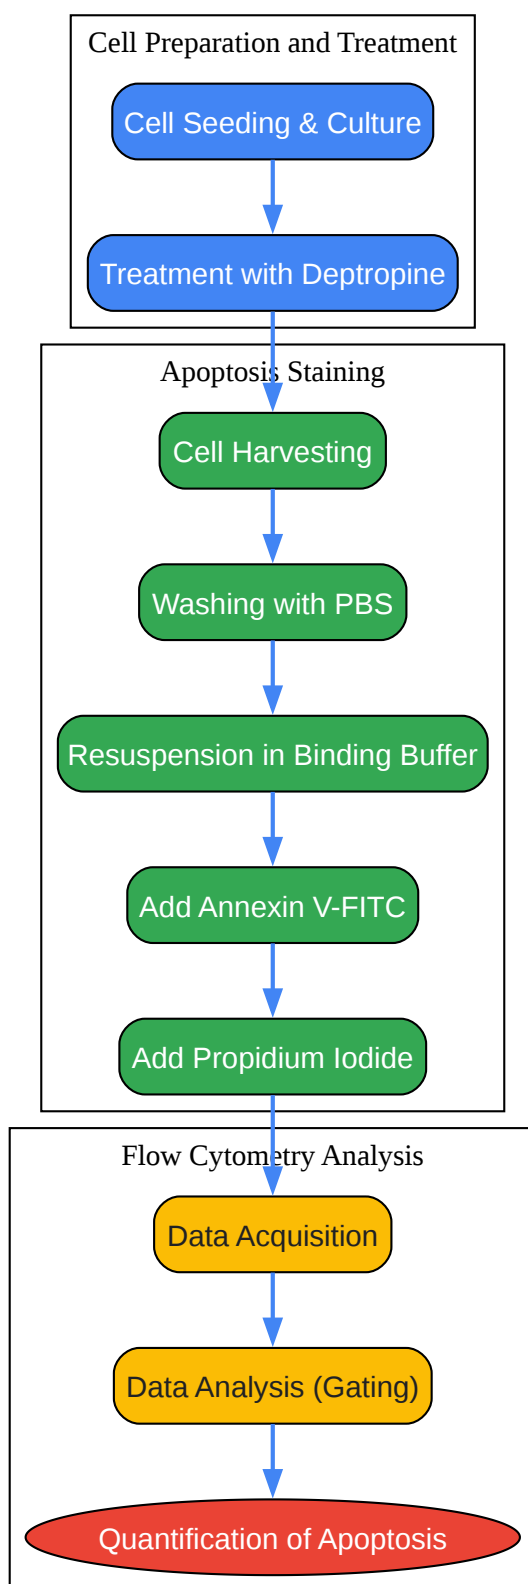 Cell Preparation and Treatment
Cell Seeding & Culture
Treatment with Deptropine
Apoptosis Staining
Cell Harvesting
Washing with PBS
Resuspension in Binding Buffer
Add Annexin V-FITC
Add Propidium Iodide
Flow Cytometry Analysis
Data Acquisition
Data Analysis (Gating)
Quantification of Apoptosis